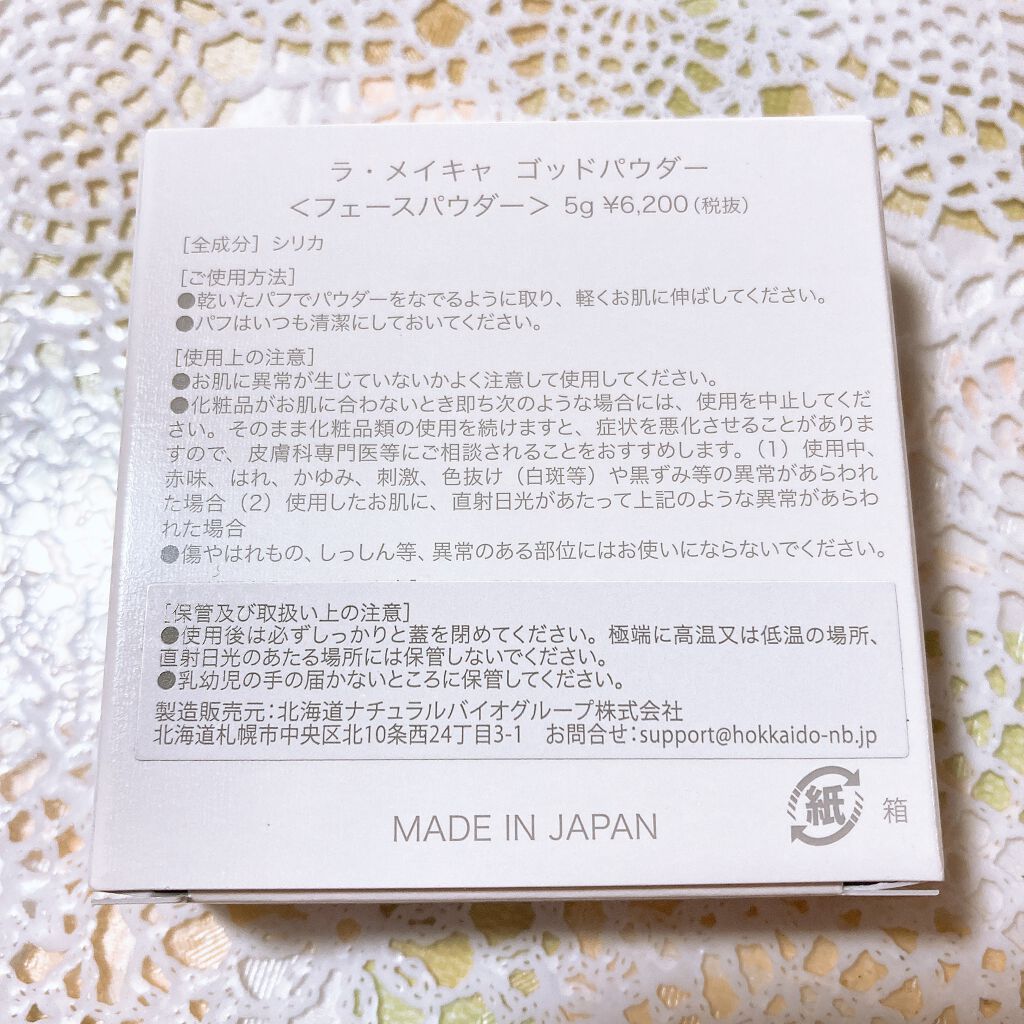 ラ・メイキャ ゴッドパウダー
＜フェースパウダー＞ 5g ¥6,200(税抜)
[全成分] シリカ
[ご使用方法]
●乾いたパフでパウダーをなでるように取り、軽くお肌に伸ばしてください。
●パフはいつも清潔にしておいてください。
[使用上の注意]
●お肌に異常が生じていないかよく注意して使用してください。
●化粧品がお肌に合わないとき即ち次のような場合には、使用を中止してくだ
さい。そのまま化粧品類の使用を続けますと、症状を悪化させることがありま
すので、皮膚科専門医等にご相談されることをおすすめします。（1）使用中、
赤味、はれ、かゆみ、刺激、色抜け（白斑等）や黒ずみ等の異常があらわれ
た場合（2）使用したお肌に、直射日光があたって上記のような異常があらわ
れた場合
●傷やはれもの、しっしん等、異常のある部位にはお使いにならないでください。
[保管及び取扱い上の注意]
●使用後は必ずしっかりと蓋を閉めてください。極端に高温又は低温の場所、
直射日光のあたる場所には保管しないでください。
●乳幼児の手の届かないところに保管してください。
製造販売元：北海道ナチュラルバイオグループ株式会社
北海道札幌市中央区北10条西24丁目3-1 お問合せ：support@hokkaido-nb.jp
MADE IN JAPAN
紙 箱